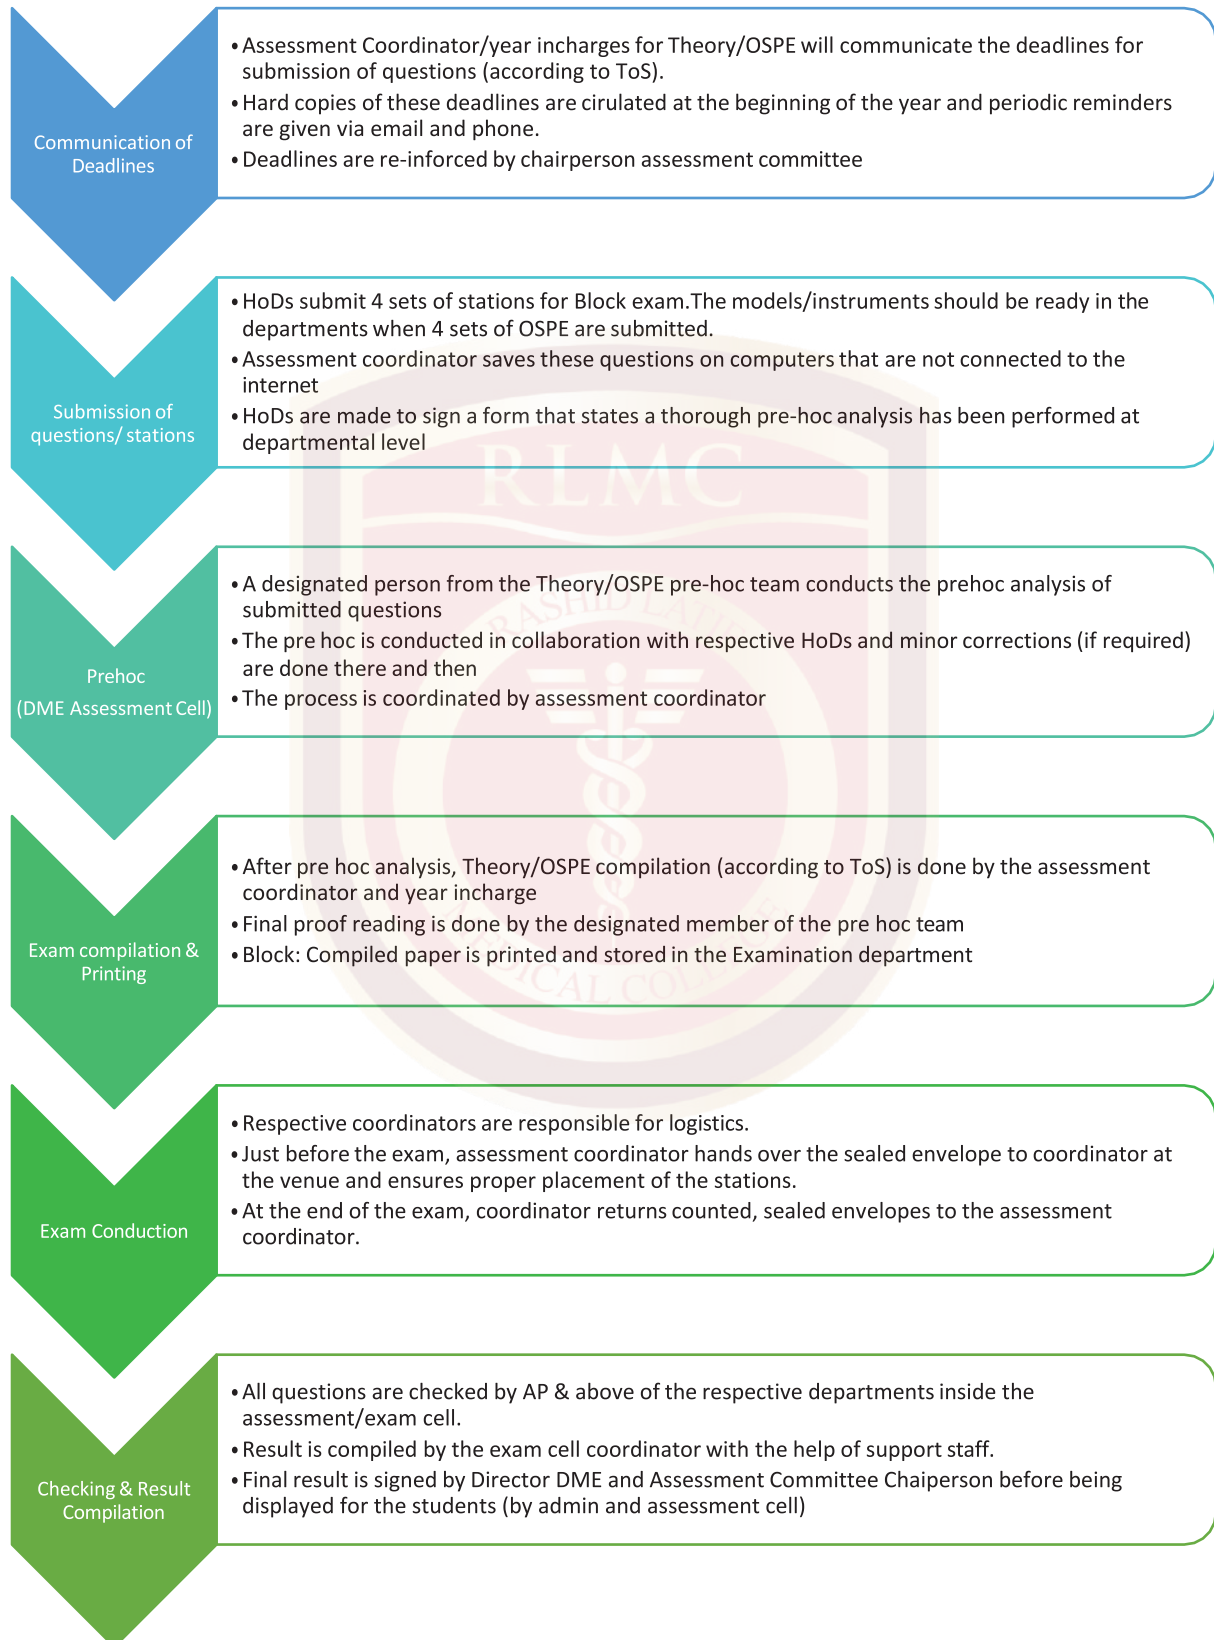 Communication of
Deadlines
• Assessment Coordinator/year incharges for Theory/OSPE will communicate the deadlines for
submission of questions (according to ToS).
• Hard copies of these deadlines are cirulated at the beginning of the year and periodic reminders
are given via email and phone.
• Deadlines are re-inforced by chairperson assessment committee
Submission of
questions/ stations
• HoDs submit 4 sets of stations for Block exam.The models/instruments should be ready in the
departments when 4 sets of OSPE are submitted.
• Assessment coordinator saves these questions on computers that are not connected to the
internet
• HoDs are made to sign a form that states a thorough pre-hoc analysis has been performed at
departmental level
RLMC
RASHID LATIF
MEDICAL COLLEGE
Prehoc
(DME Assessment Cell)
• A designated person from the Theory/OSPE pre-hoc team conducts the prehoc analysis of
submitted questions
• The pre hoc is conducted in collaboration with respective HoDs and minor corrections (if required)
are done there and then
• The process is coordinated by assessment coordinator
Exam compilation &
Printing
• After pre hoc analysis, Theory/OSPE compilation (according to ToS) is done by the assessment
coordinator and year incharge
• Final proof reading is done by the designated member of the pre hoc team
• Block: Compiled paper is printed and stored in the Examination department
Exam Conduction
• Respective coordinators are responsible for logistics.
• Just before the exam, assessment coordinator hands over the sealed envelope to coordinator at
the venue and ensures proper placement of the stations.
• At the end of the exam, coordinator returns counted, sealed envelopes to the assessment
coordinator.
Checking & Result
Compilation
• All questions are checked by AP & above of the respective departments inside the
assessment/exam cell.
• Result is compiled by the exam cell coordinator with the help of support staff.
• Final result is signed by Director DME and Assessment Committee Chaiperson before being
displayed for the students (by admin and assessment cell)